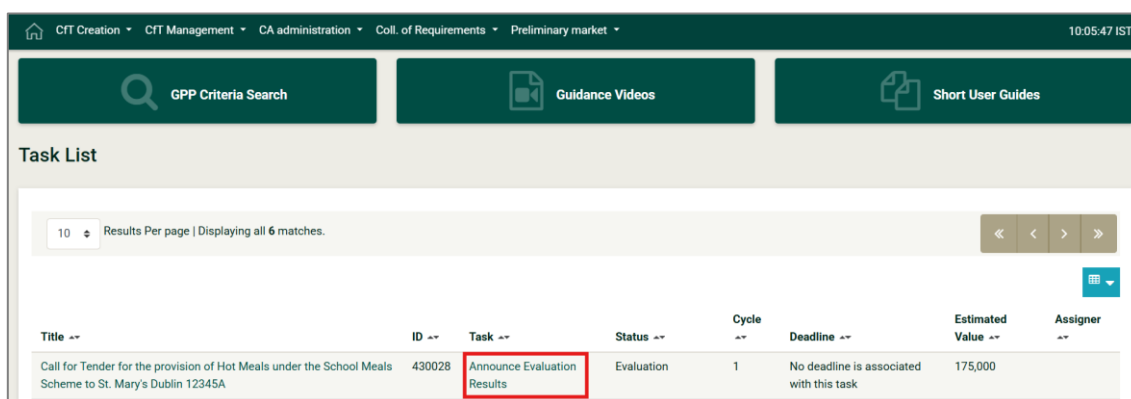 CfT Creation CfT Management CA administration Coll. of Requirements Preliminary market 10:05:47 IST
GPP Criteria Search Guidance Videos Short User Guides
Task List
10 Results Per page | Displaying all 6 matches.
« < > »
Cycle Estimated Assigner
Title ID Task Status Deadline Value
Call for Tender for the provision of Hot Meals under the School Meals 430028 Announce Evaluation Evaluation 1 No deadline is associated 175,000
Scheme to St. Mary's Dublin 12345A Results with this task